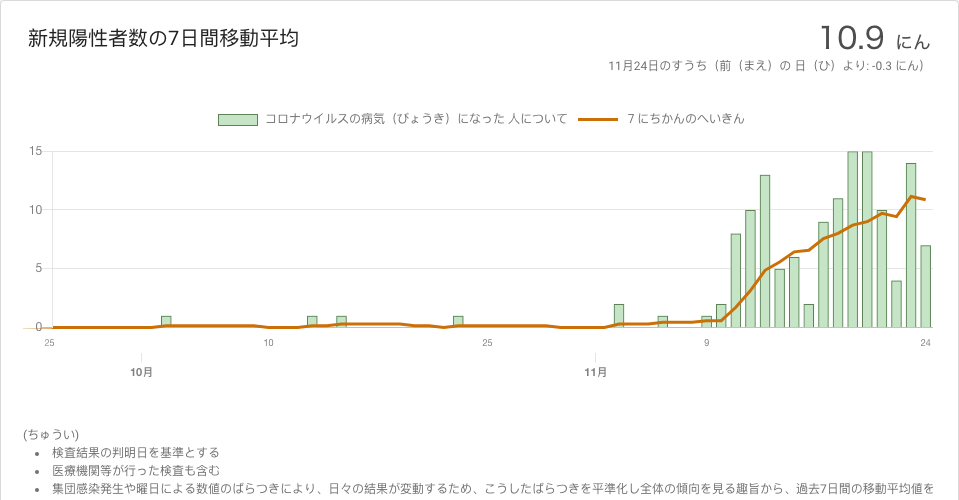 新規陽性者数の7日間移動平均
10.9 にん
11月24日のすうち（前（まえ）の 日（ひ）より: -0.3 にん）
コロナウイルスの病気（びょうき）になった 人について
7 にちかんのへいきん
15
10
5
0
25 10 25 9 24
10月 11月
(ちゅうい)
• 検査結果の判明日を基準とする
• 医療機関等が行った検査も含む
• 集団感染発生や曜日による数値のばらつきにより、日々の結果が変動するため、こうしたばらつきを平準化し全体の傾向を見る趣旨から、過去7日間の移動平均値を